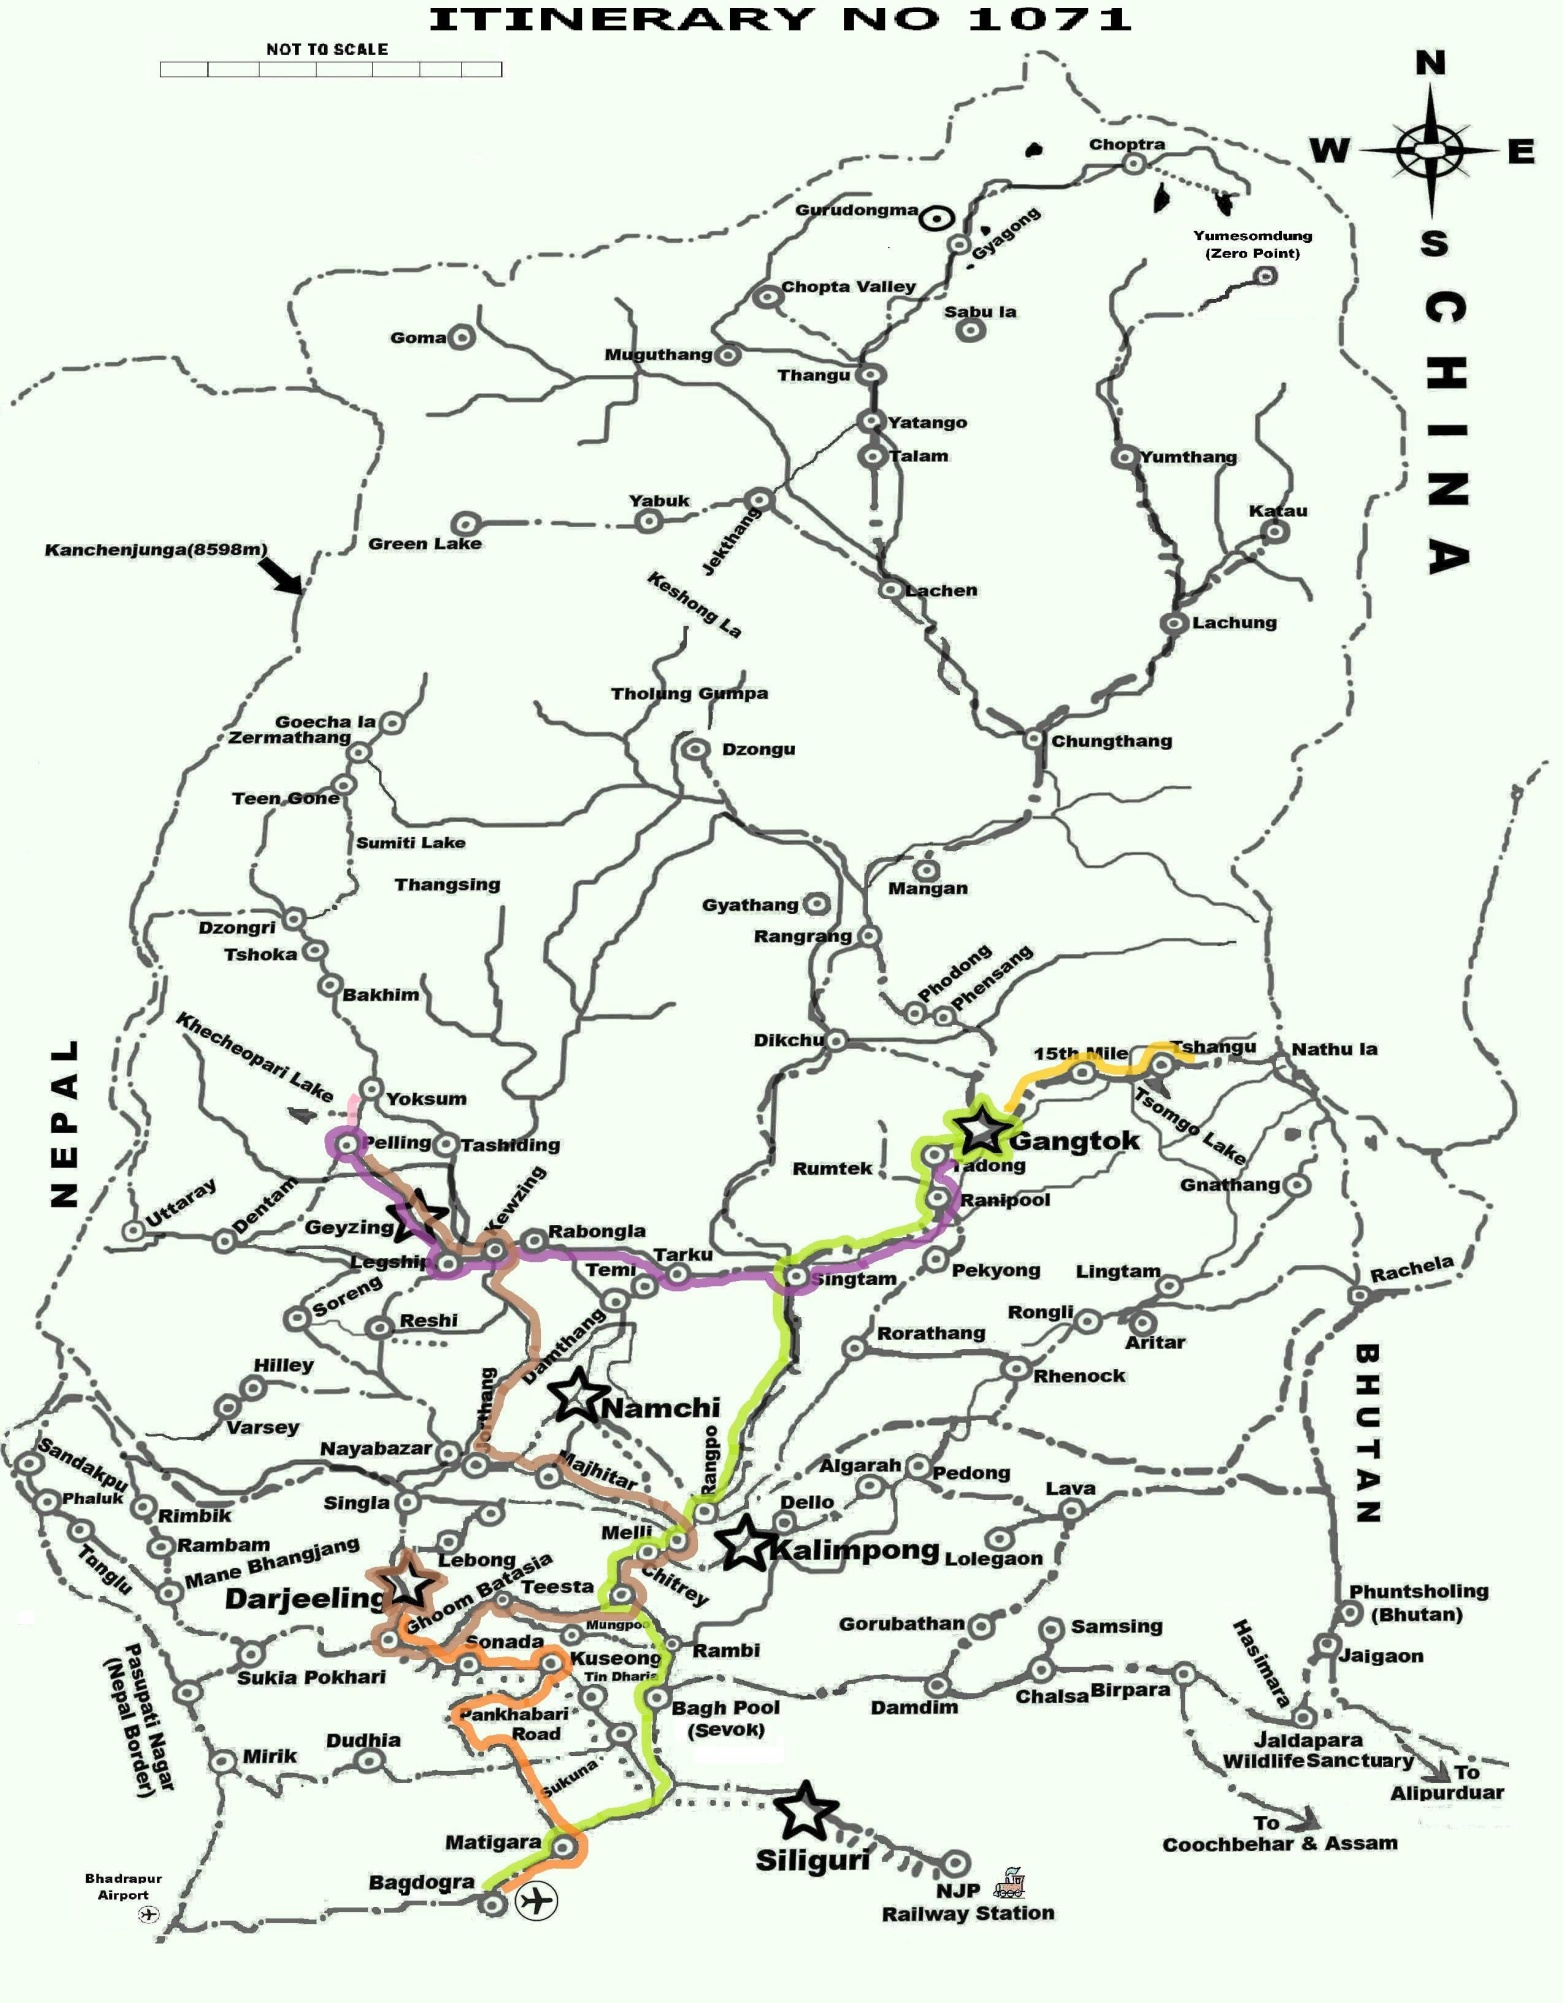 ITINERARY NO 1071
NOT TO SCALE
N
W
E
S
Choptra
Gurudongma
Gyagong
Yumesomdung
(Zero Point)
Chopta Valley
Sabu la
Goma
Muguthang
Thangu
CHINA
Yatango
Talam
Yumthang
Yabuk
Katau
Green Lake
Jekthang
Kanchenjunga(8598m)
Keshong La
Lachen
Lachung
Tholung Gumpa
Goecha la
Zermathang
Dzongu
Chungthang
Teen Gone
Sumiti Lake
Thangsing
Mangan
Gyathang
Dzongri
Rangrang
Tshoka
Phodong
Phensang
Bakhim
Khecheopari Lake
Dikchu
15th Mile
Tshangu
Nathu la
NEPAL
Yoksum
Tsomgo Lake
Pelling
Tashiding
Gangtok
Rumtek
Tadong
Gnathang
Uttaray
Dentam
Kewzing
Ranipool
Geyzing
Rabongla
Legship
Tarku
Temi
Singtam
Pekyong
Lingtam
Rachela
Soreng
Reshi
Damthang
Rongli
Aritar
Rorathang
Hilley
Rhenock
BHUTAN
Varsey
Jorthang
Namchi
Nayabazar
Majhitar
Rangpo
Sandakpu
Algarah
Pedong
Phaluk
Singla
Dello
Lava
Rimbik
Melli
Rambam
Kalimpong
Lolegaon
Tonglu
Mane Bhangjang
Lebong
Chitrey
Darjeeling
Ghoom Batasia
Teesta
Phuntsholing
(Bhutan)
Mungpoo
Gorubathan
Samsing
Hasimara
Sonada
Rambi
Jaigaon
Pasupati Nagar
(Nepal Border)
Sukia Pokhari
Kuseong
Tin Dharia
Bagh Pool
(Sevok)
Damdim
Chalsa
Birpara
Pankhabari
Road
Dudhia
Mirik
Jaldapara
WildlifeSanctuary
Sukuna
To
Alipurduar
To
Coochbehar & Assam
Matigara
Siliguri
Bhadrapur
Airport
Bagdogra
NJP
Railway Station